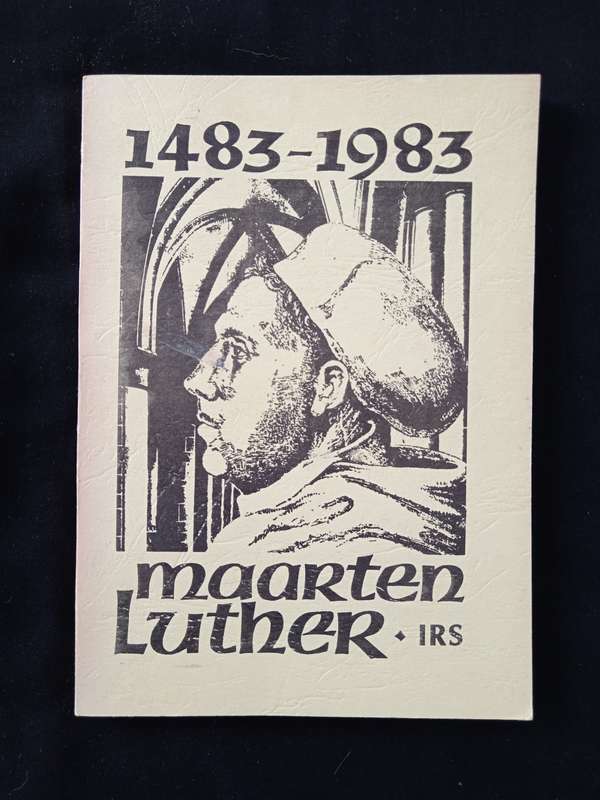 1483-1983
maarten
Luther ⬩ IRS